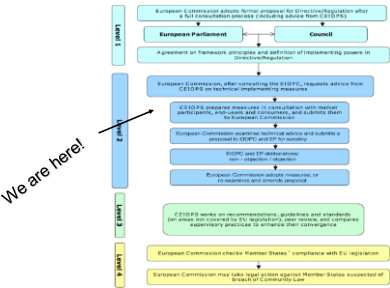 European Commission adopts formal proposal for Directive/Regulation after
a full consultation process (including advice from CEIOPS)
Level 1
European Parliament
Council
Agreement on framework principles and definition of implementing powers in
Directive/Regulation
European Commission, after consulting the EIOPC, requests advice from
CEIOPS on technical implementing measures
Level 2
CEIOPS prepares measures in consultation with market
participants, end-users and consumers, and submits them
to European Commission
We are here!
European Commission examines technical advice and submits a
proposal to EIOPC and EP for scrutiny
EIOPC and EP deliberations:
non - objection / objection
European Commission adopts measures; or
re-examines and amends proposal
Level 3
CEIOPS works on recommendations, guidelines and standards
(on areas not covered by EU legislation), peer review, and compares
supervisory practices to enhance their convergence
Level 4
European Commission checks Member States' compliance with EU legislation
European Commission may take legal action against Member States suspected of
breach of Community Law